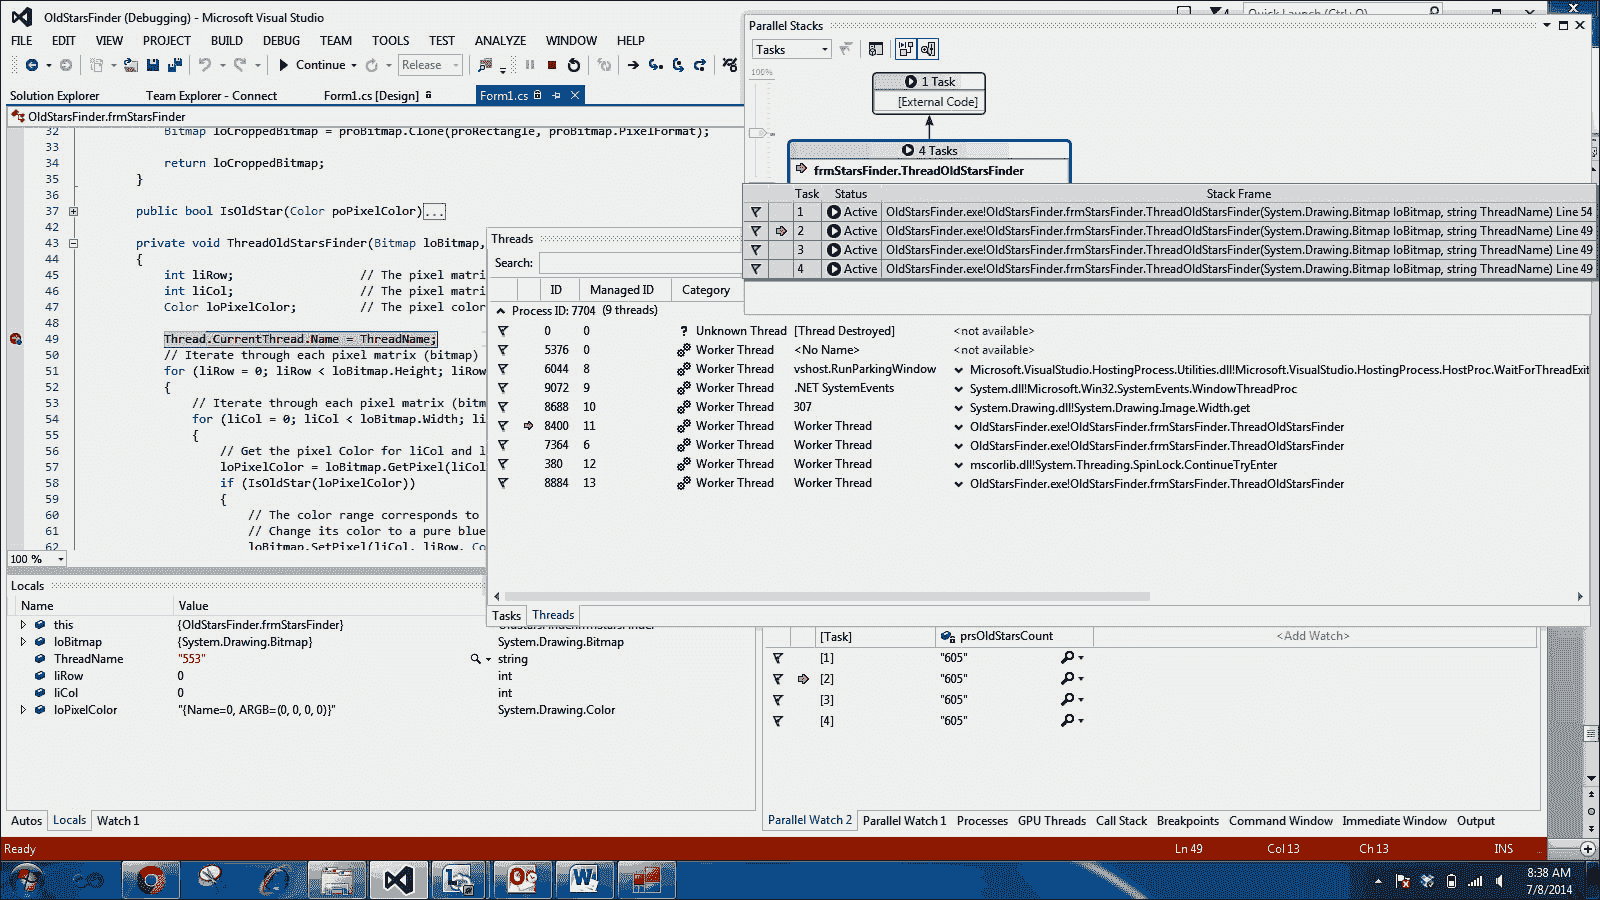 OldStarsFinder (Debugging) - Microsoft Visual Studio
FILE EDIT VIEW PROJECT BUILD DEBUG TEAM TOOLS TEST ANALYZE WINDOW HELP
Continue Release
Solution Explorer Team Explorer - Connect Form1.cs [Design] Form1.cs
OldStarsFinder.frmStarsFinder
32 Bitmap loCroppedBitmap = proBitmap.Clone(proRectangle, proBitmap.PixelFormat);
33
34 return loCroppedBitmap;
35 }
36
37 public bool IsOldStar(Color poPixelColor)...
42
43 private void ThreadOldStarsFinder(Bitmap loBitmap,
44 {
45 int liRow; // The pixel matri
46 int liCol; // The pixel matri
47 Color loPixelColor; // The pixel color
48
49 Thread.CurrentThread.Name = ThreadName;
50 // Iterate through each pixel matrix (bitmap)
51 for (liRow = 0; liRow < loBitmap.Height; liRow
52 {
53 // Iterate through each pixel matrix (bitm
54 for (liCol = 0; liCol < loBitmap.Width; li
55 {
56 // Get the pixel Color for liCol and l
57 loPixelColor = loBitmap.GetPixel(liCol
58 if (IsOldStar(loPixelColor))
59 {
60 // The color range corresponds to
61 // Change its color to a pure blue
62 loBitmap.SetPixel(liCol, liRow, Co
100 %
Parallel Stacks
Tasks
100%
1 Task
[External Code]
4 Tasks
frmStarsFinder.ThreadOldStarsFinder
Task Status Stack Frame
1 Active OldStarsFinder.exe!OldStarsFinder.frmStarsFinder.ThreadOldStarsFinder(System.Drawing.Bitmap loBitmap, string ThreadName) Line 54
2 Active OldStarsFinder.exe!OldStarsFinder.frmStarsFinder.ThreadOldStarsFinder(System.Drawing.Bitmap loBitmap, string ThreadName) Line 49
3 Active OldStarsFinder.exe!OldStarsFinder.frmStarsFinder.ThreadOldStarsFinder(System.Drawing.Bitmap loBitmap, string ThreadName) Line 49
4 Active OldStarsFinder.exe!OldStarsFinder.frmStarsFinder.ThreadOldStarsFinder(System.Drawing.Bitmap loBitmap, string ThreadName) Line 49
Threads
Search:
ID Managed ID Category
Process ID: 7704 (9 threads)
0 0 ? Unknown Thread [Thread Destroyed] <not available>
5376 0 Worker Thread <No Name> <not available>
6044 8 Worker Thread vshost.RunParkingWindow Microsoft.VisualStudio.HostingProcess.Utilities.dll!Microsoft.VisualStudio.HostingProcess.HostProc.WaitForThreadExit
9072 9 Worker Thread .NET SystemEvents System.dll!Microsoft.Win32.SystemEvents.WindowThreadProc
8688 10 Worker Thread 307 System.Drawing.dll!System.Drawing.Image.Width.get
8400 11 Worker Thread Worker Thread OldStarsFinder.exe!OldStarsFinder.frmStarsFinder.ThreadOldStarsFinder
7364 6 Worker Thread Worker Thread OldStarsFinder.exe!OldStarsFinder.frmStarsFinder.ThreadOldStarsFinder
380 12 Worker Thread Worker Thread mscorlib.dll!System.Threading.SpinLock.ContinueTryEnter
8884 13 Worker Thread Worker Thread OldStarsFinder.exe!OldStarsFinder.frmStarsFinder.ThreadOldStarsFinder
Tasks Threads
Locals
Name Value
this {OldStarsFinder.frmStarsFinder}
loBitmap {System.Drawing.Bitmap} System.Drawing.Bitmap
ThreadName "553" string
liRow 0 int
liCol 0 int
loPixelColor "{Name=0, ARGB=(0, 0, 0, 0)}" System.Drawing.Color
Autos Locals Watch 1
[Task] prsOldStarsCount <Add Watch>
[1] "605"
[2] "605"
[3] "605"
[4] "605"
Parallel Watch 2 Parallel Watch 1 Processes GPU Threads Call Stack Breakpoints Command Window Immediate Window Output
Ready Ln 49 Col 13 Ch 13 INS
8:38 AM
7/8/2014